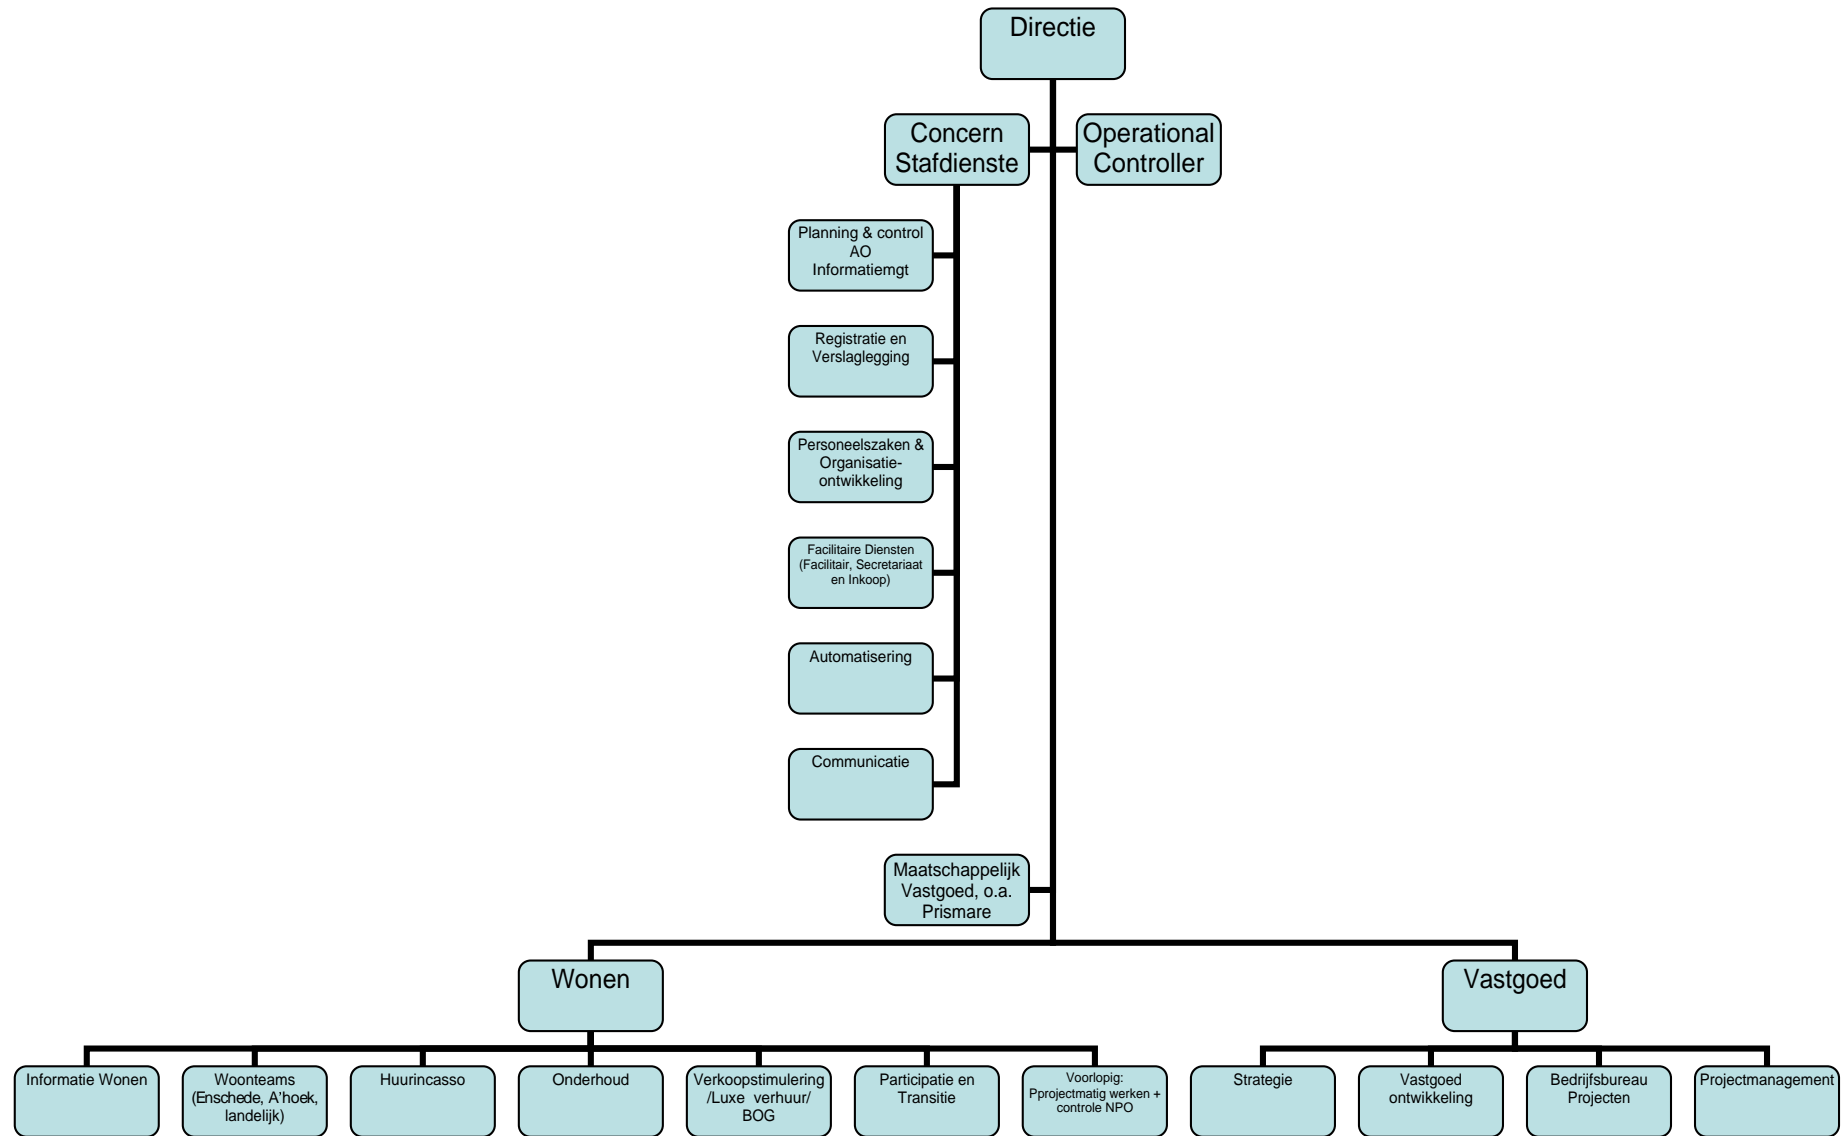 Directie
Concern
Stafdienste
Operational
Controller
Planning & control
AO
Informatiemgt
Registratie en
Verslaglegging
Personeelszaken &
Organisatie-
ontwikkeling
Facilitaire Diensten
(Facilitair, Secretariaat
en Inkoop)
Automatisering
Communicatie
Maatschappelijk
Vastgoed, o.a.
Prismare
Wonen
Vastgoed
Informatie Wonen
Woonteams
(Enschede, A'hoek,
landelijk)
Huurincasso
Onderhoud
Verkoopstimulering
/Luxe verhuur/
BOG
Participatie en
Transitie
Voorlopig:
Pprojectmatig werken +
controle NPO
Strategie
Vastgoed
ontwikkeling
Bedrijfsbureau
Projecten
Projectmanagement